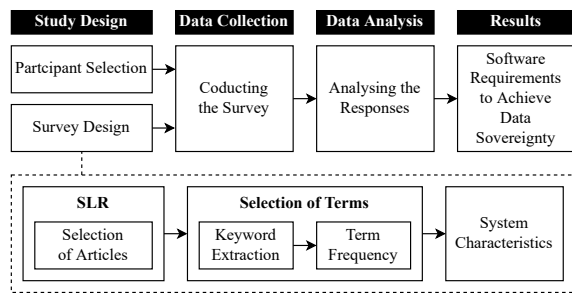 Study Design
Data Collection
Data Analysis
Results
Partcipant Selection
Survey Design
Coducting
the Survey
Analysing the
Responses
Software
Requirements
to Achieve
Data
Sovereignty
SLR
Selection
of Articles
Selection of Terms
Keyword
Extraction
Term
Frequency
System
Characteristics